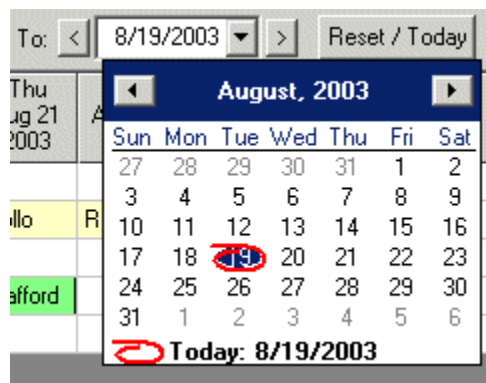 To: < 8/19/2003 > Reset / Today
Thu
ug 21
2003
August, 2003
Sun Mon Tue Wed Thu Fri Sat
27 28 29 30 31 1 2
3 4 5 6 7 8 9
llo R 10 11 12 13 14 15 16
17 18 19 20 21 22 23
afford 24 25 26 27 28 29 30
31 1 2 3 4 5 6
Today: 8/19/2003